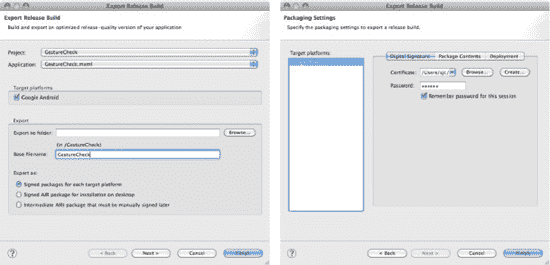 Export Release Build
Export Release Build
Build and export an optimized release-quality version of your application
Project: GestureCheck
Application: GestureCheck.mxml
Target platforms
Google Android
Export
Export to folder: Browse...
(in /GestureCheck)
Base filename: GestureCheck
Export as:
Signed packages for each target platform
Signed AIR package for installation on desktop
Intermediate AIRI package that must be manually signed later
?
< Back
Next >
Cancel
Finish
Export Release Build
Packaging Settings
Specify the packaging settings to export a release build.
Target platforms:
Digital Signature
Package Contents
Deployment
Certificate: Browse... Create...
Password:
Remember password for this session
?
< Back
Next >
Cancel
Finish